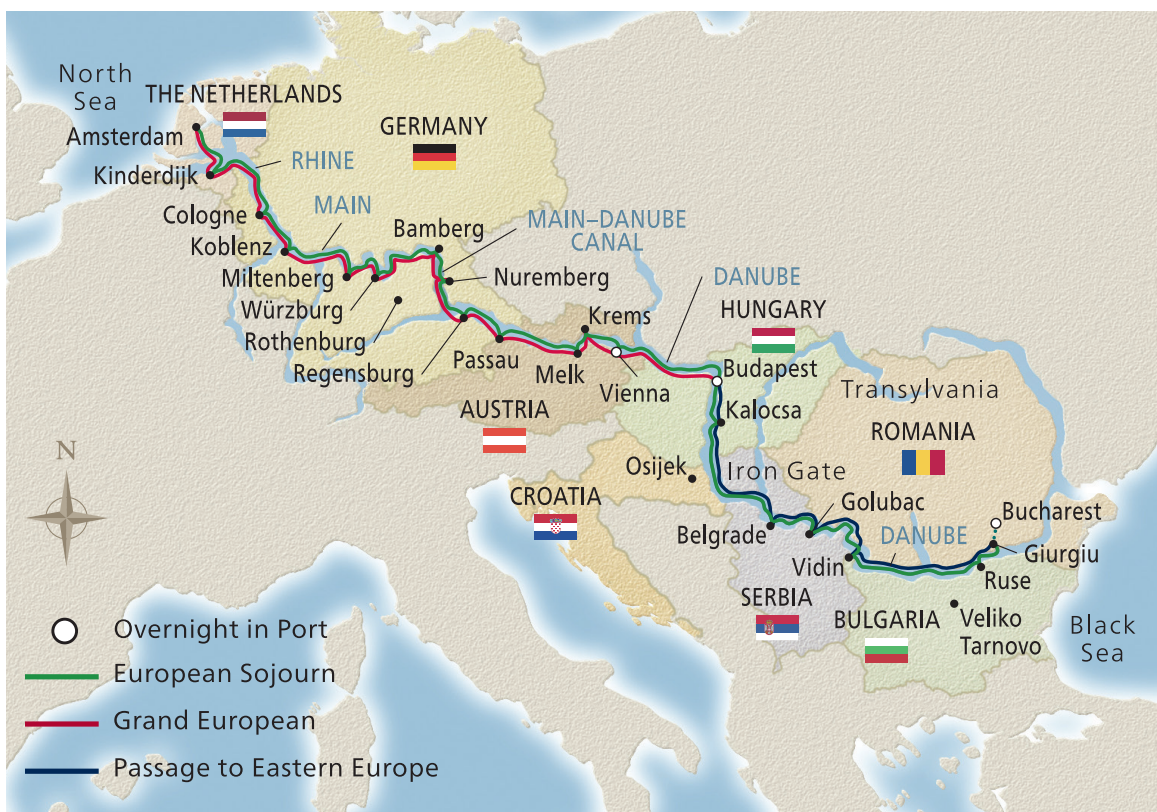 North
Sea
THE NETHERLANDS
Amsterdam
GERMANY
RHINE
Kinderdijk
MAIN
Cologne
Koblenz
Bamberg
MAIN–DANUBE
CANAL
Miltenberg
Nuremberg
Würzburg
DANUBE
Rothenburg
Krems
HUNGARY
Regensburg
Passau
Melk
Vienna
Budapest
Transylvania
AUSTRIA
Kalocsa
ROMANIA
Osijek
Iron Gate
N
CROATIA
Golubac
Bucharest
Belgrade
DANUBE
Giurgiu
Vidin
Ruse
SERBIA
BULGARIA
Veliko
Tarnovo
Black
Sea
Overnight in Port
European Sojourn
Grand European
Passage to Eastern Europe